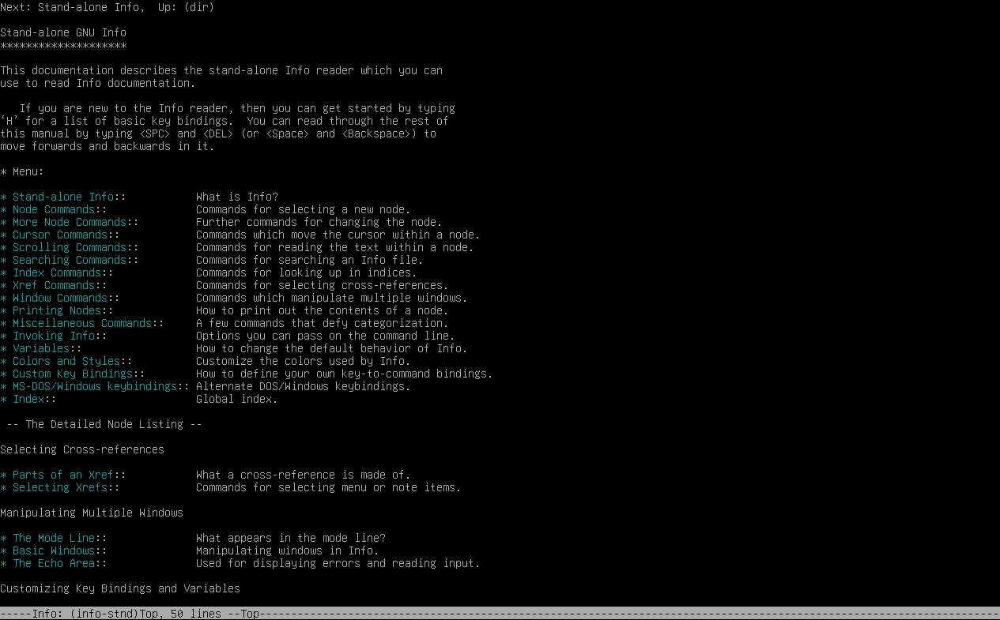 Next: Stand-alone Info,  Up: (dir)

Stand-alone GNU Info
********************

This documentation describes the stand-alone Info reader which you can
use to read Info documentation.

   If you are new to the Info reader, then you can get started by typing
‘H’ for a list of basic key bindings.  You can read through the rest of
this manual by typing <SPC> and <DEL> (or <Space> and <Backspace>) to
move forwards and backwards in it.

* Menu:

* Stand-alone Info::           What is Info?
* Node Commands::              Commands for selecting a new node.
* More Node Commands::         Further commands for changing the node.
* Cursor Commands::            Commands which move the cursor within a node.
* Scrolling Commands::         Commands for reading the text within a node.
* Searching Commands::         Commands for searching an Info file.
* Index Commands::             Commands for looking up in indices.
* Xref Commands::              Commands for selecting cross-references.
* Window Commands::            Commands which manipulate multiple windows.
* Printing Nodes::             How to print out the contents of a node.
* Miscellaneous Commands::     A few commands that defy categorization.
* Invoking Info::              Options you can pass on the command line.
* Variables::                  How to change the default behavior of Info.
* Colors and Styles::          Customize the colors used by Info.
* Custom Key Bindings::        How to define your own key-to-command bindings.
* MS-DOS/Windows keybindings:: Alternate DOS/Windows keybindings.
* Index::                      Global index.

 -- The Detailed Node Listing --

Selecting Cross-references

* Parts of an Xref::           What a cross-reference is made of.
* Selecting Xrefs::            Commands for selecting menu or note items.

Manipulating Multiple Windows

* The Mode Line::              What appears in the mode line?
* Basic Windows::              Manipulating windows in Info.
* The Echo Area::              Used for displaying errors and reading input.

Customizing Key Bindings and Variables

-----Info: (info-stnd)Top, 50 lines --Top---------------------------------------------------------------------------------------------------------------------